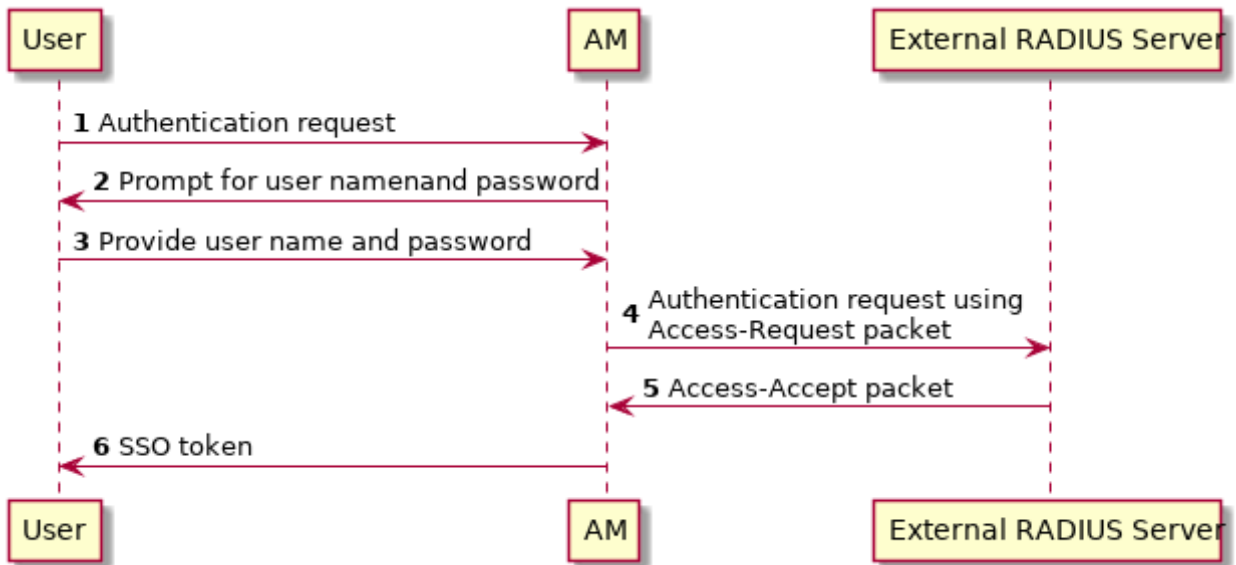 User
AM
External RADIUS Server
1 Authentication request
2 Prompt for user namenand password
3 Provide user name and password
4 Authentication request using
Access-Request packet
5 Access-Accept packet
6 SSO token
User
AM
External RADIUS Server